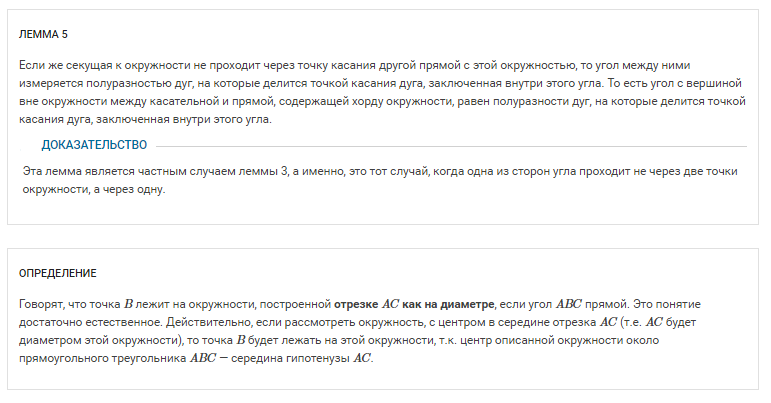 ЛЕММА 5
Если же секущая к окружности не проходит через точку касания другой прямой с этой окружностью, то угол между ними
измеряется полуразностью дуг, на которые делится точкой касания дуга, заключенная внутри этого угла. То есть угол с вершиной
вне окружности между касательной и прямой, содержащей хорду окружности, равен полуразности дуг, на которые делится точкой
касания дуга, заключенная внутри этого угла.
ДОКАЗАТЕЛЬСТВО
Эта лемма является частным случаем леммы 3, а именно, это тот случай, когда одна из сторон угла проходит не через две точки
окружности, а через одну.
ОПРЕДЕЛЕНИЕ
Говорят, что точка B лежит на окружности, построенной отрезке AC как на диаметре, если угол ABC прямой. Это понятие
достаточно естественное. Действительно, если рассмотреть окружность, с центром в середине отрезка AC (т.е. AC будет
диаметром этой окружности), то точка B будет лежать на этой окружности, т.к. центр описанной окружности около
прямоугольного треугольника ABC — середина гипотенузы AC.